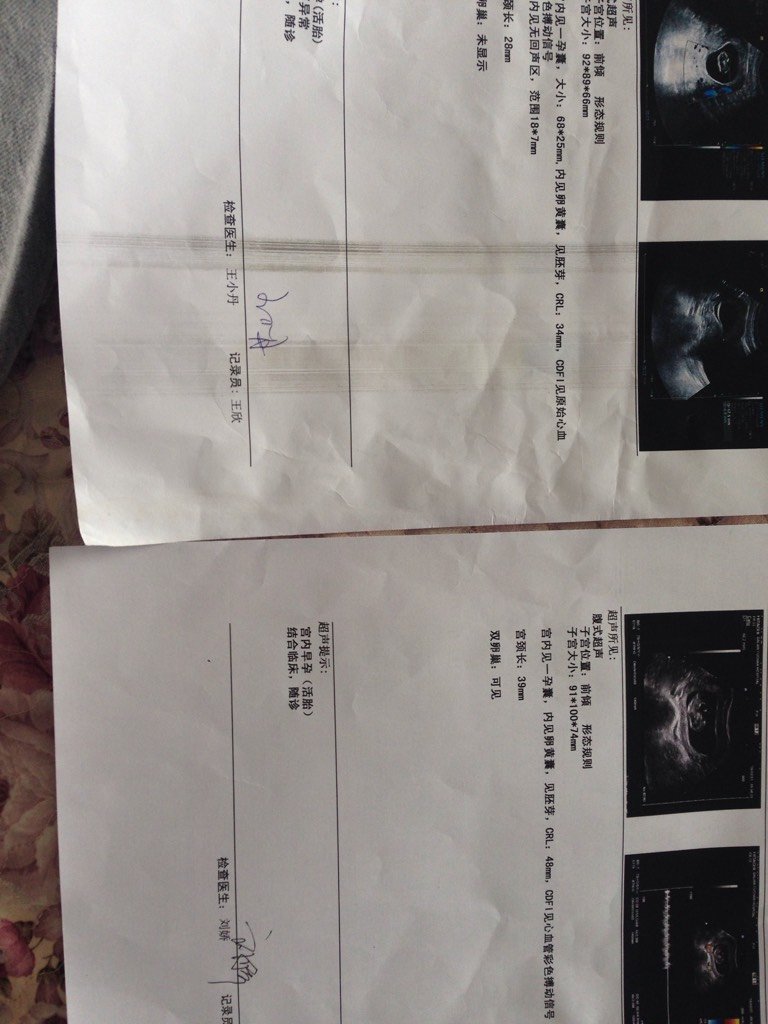 所见：
式超声
子宫位置：前倾 形态规则
子宫大小：92*89*66mm
内见一孕囊，大小：68*25mm，内见卵黄囊，见胚芽，CRL：34mm，CDFI见原始心血
色搏动信号
内见无回声区，范围18*7mm
颈长：28mm
卵巢：未显示
：
（活胎）
异常
，随诊
检查医生：王小丹 记录员：王欣
超声所见：
腹式超声
子宫位置：前倾 形态规则
子宫大小：91*100*74mm
宫内见一孕囊，内见卵黄囊，见胚芽，CRL：48mm，CDFI见心血管彩色搏动信号
宫颈长：39mm
双卵巢：可见
超声提示：
宫内早孕（活胎）
结合临床，随诊
检查医生：刘娇 记录员